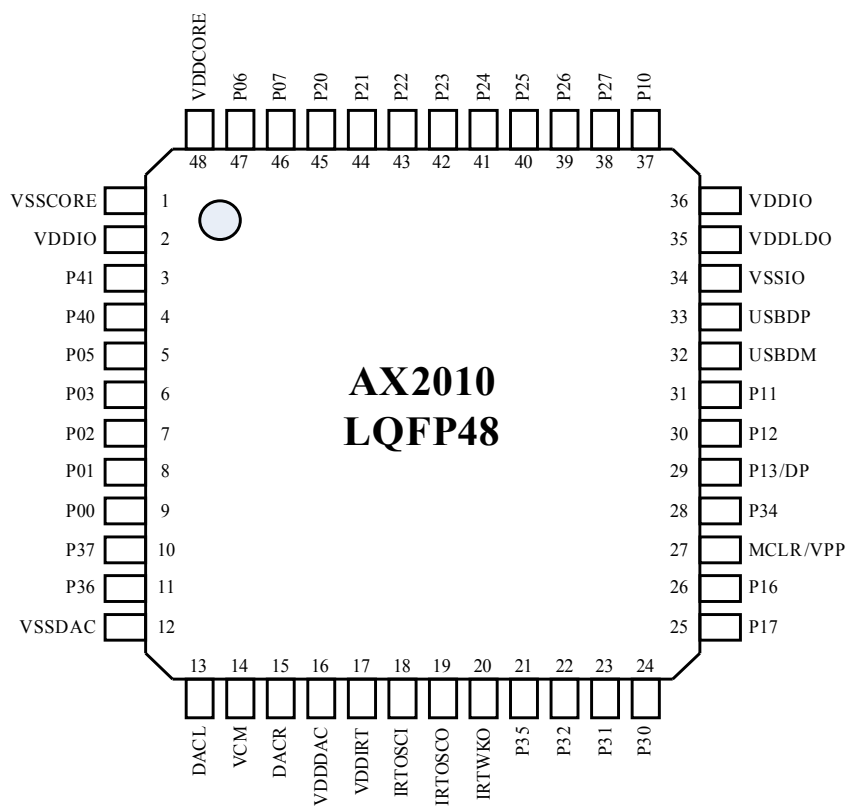 VDDCORE P06 P07 P20 P21 P22 P23 P24 P25 P26 P27 P10
48 47 46 45 44 43 42 41 40 39 38 37
VSSCORE 1 36 VDDIO
VDDIO 2 35 VDDLDO
P41 3 34 VSSIO
P40 4 33 USBDP
P05 5 32 USBDM
P03 6 31 P11
P02 7 30 P12
P01 8 29 P13/DP
P00 9 28 P34
P37 10 27 MCLR/VPP
P36 11 26 P16
VSSDAC 12 25 P17
AX2010
LQFP48
13 14 15 16 17 18 19 20 21 22 23 24
DACL VCM DACR VDDDAC VDDIRT IRTOSCI IRTOSCO IRTWKO P35 P32 P31 P30